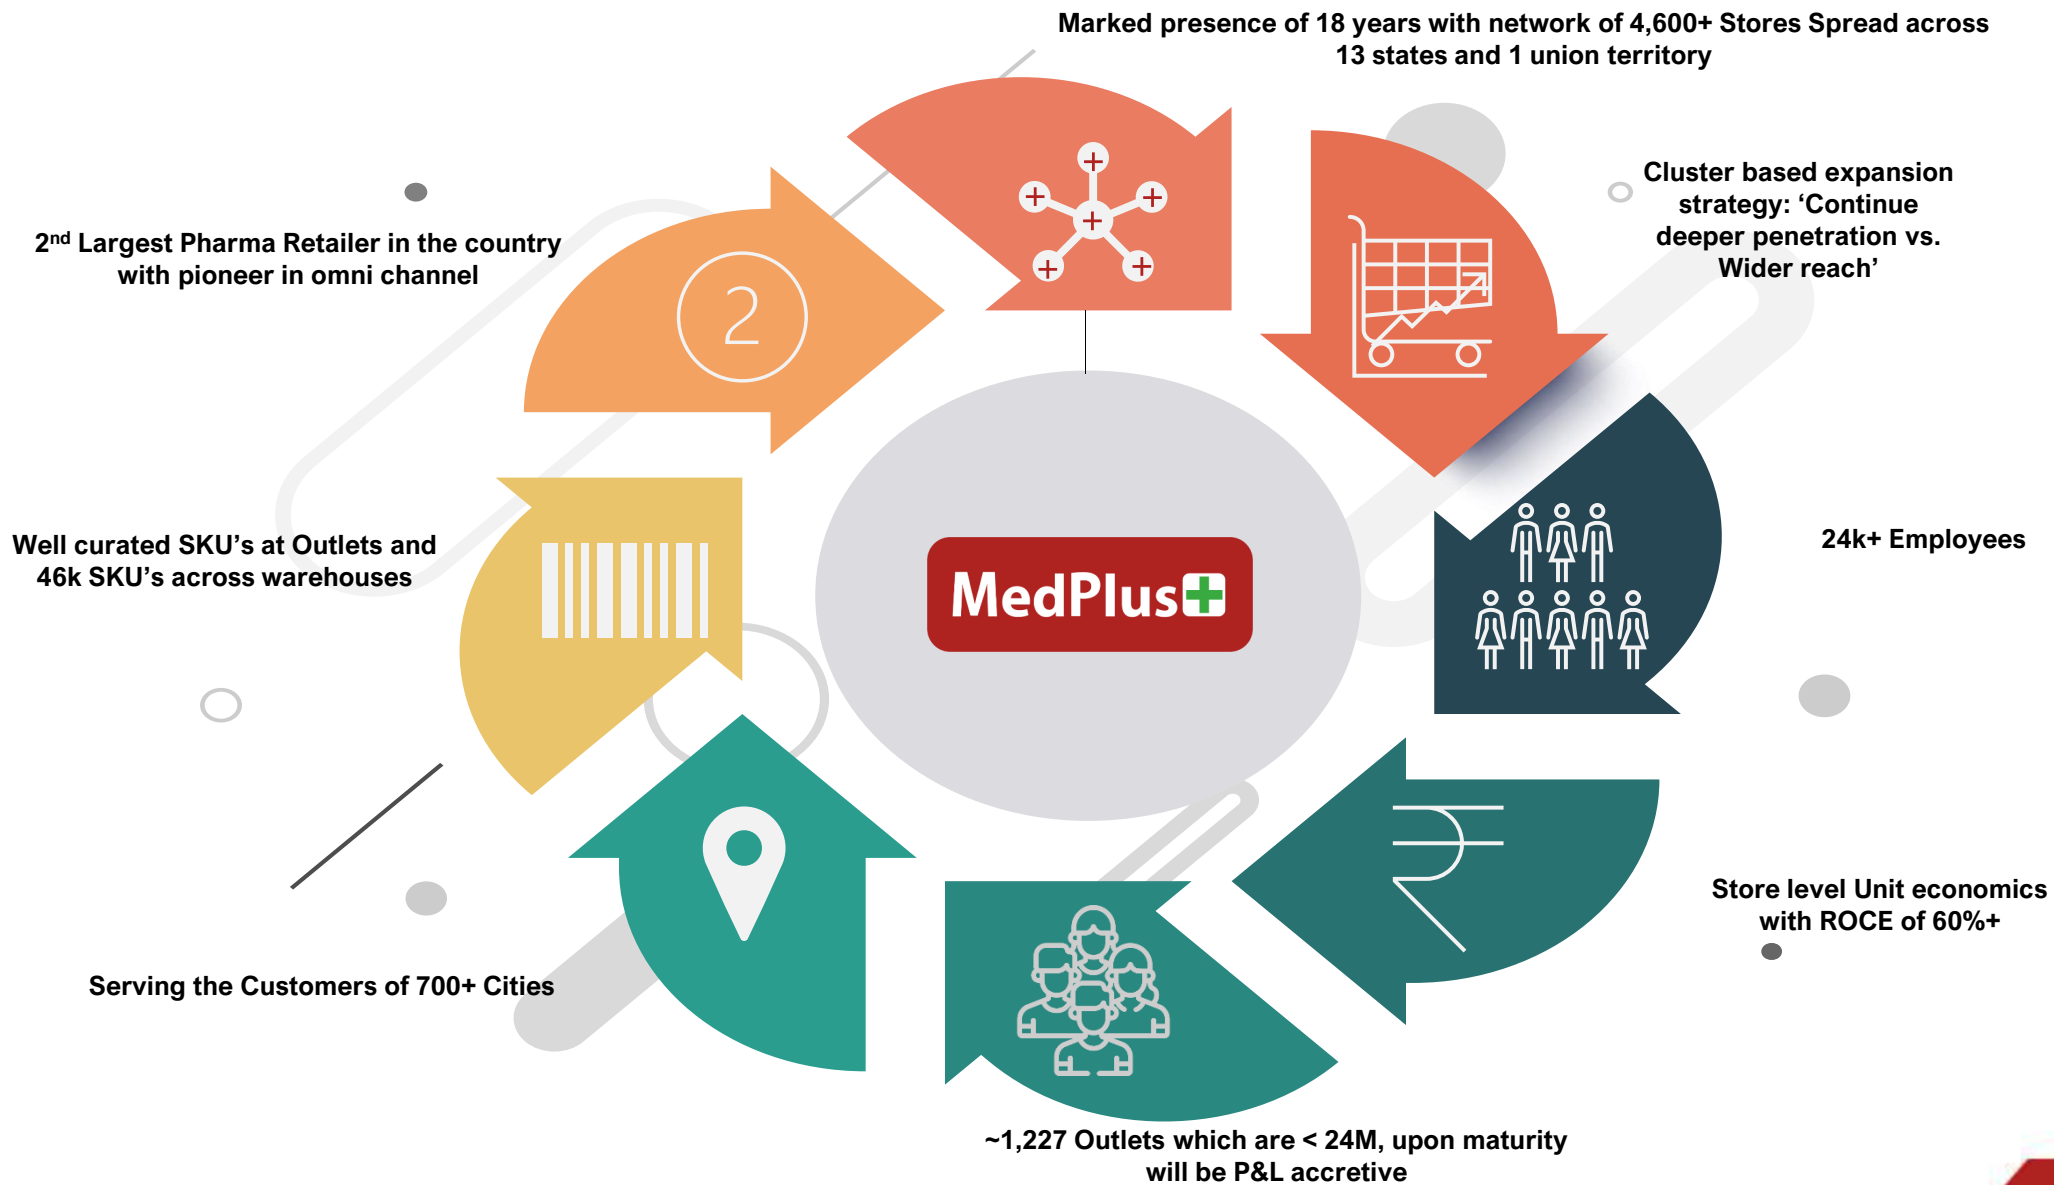 Marked presence of 18 years with network of 4,600+ Stores Spread across
13 states and 1 union territory
Cluster based expansion
strategy: ‘Continue
deeper penetration vs.
Wider reach’
2nd Largest Pharma Retailer in the country
with pioneer in omni channel
2
Well curated SKU's at Outlets and
46k SKU's across warehouses
24k+ Employees
MedPlus
Store level Unit economics
with ROCE of 60%+
Serving the Customers of 700+ Cities
~1,227 Outlets which are < 24M, upon maturity
will be P&L accretive